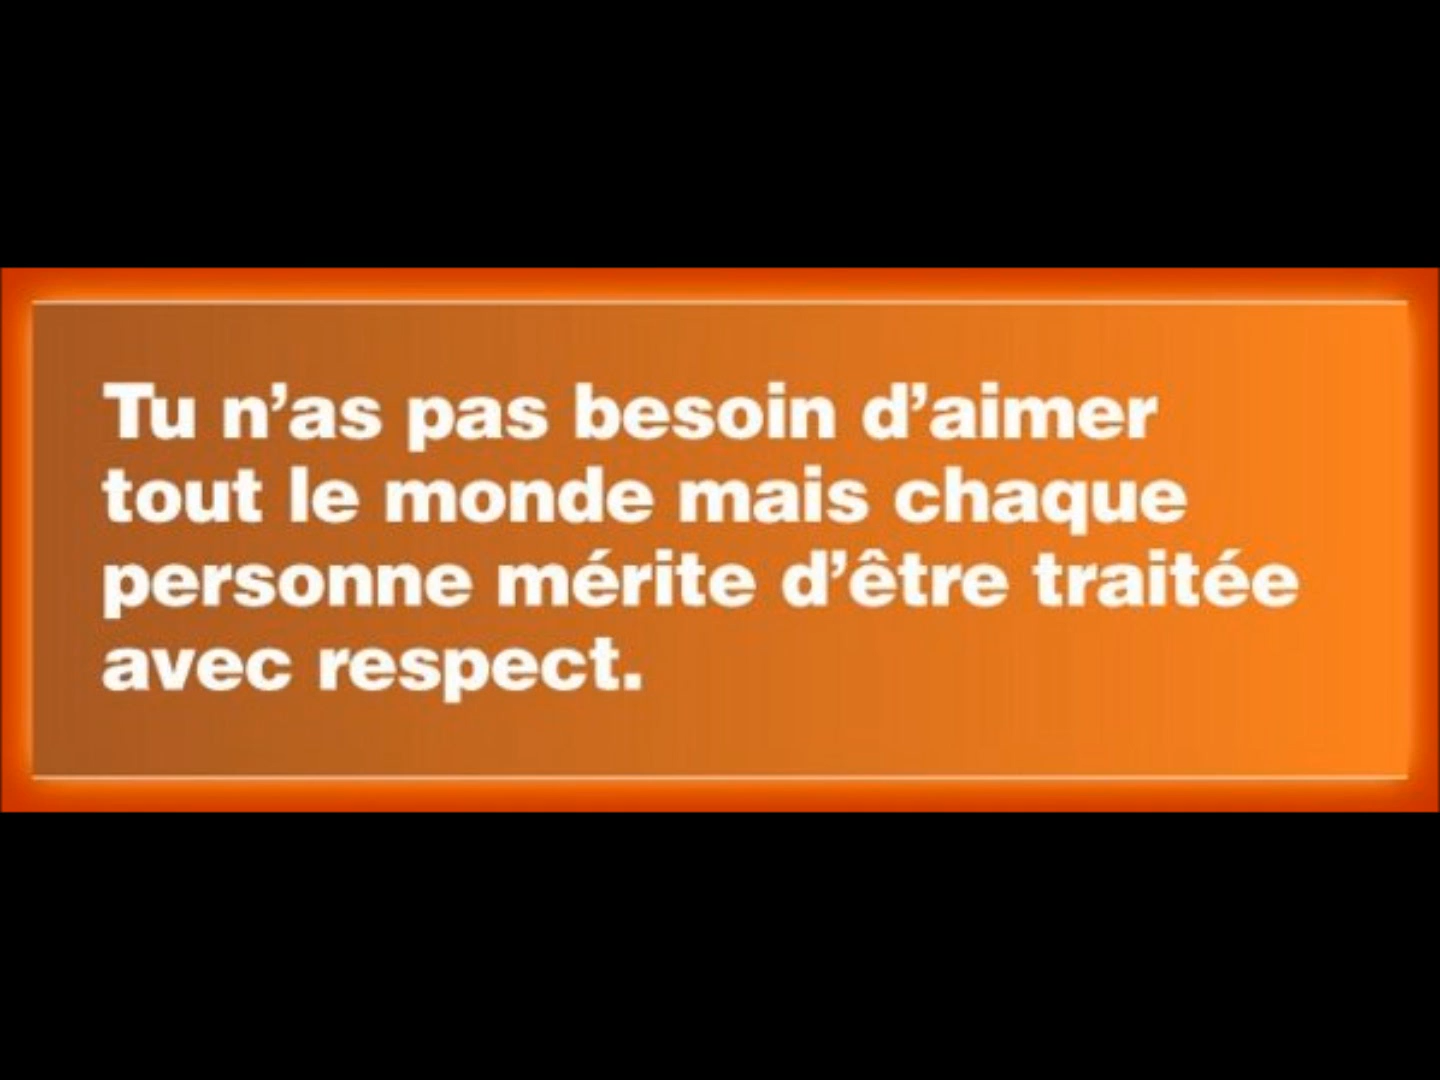 Tu n’as pas besoin d’aimer
tout le monde mais chaque
personne mérite d’être traitée
avec respect.